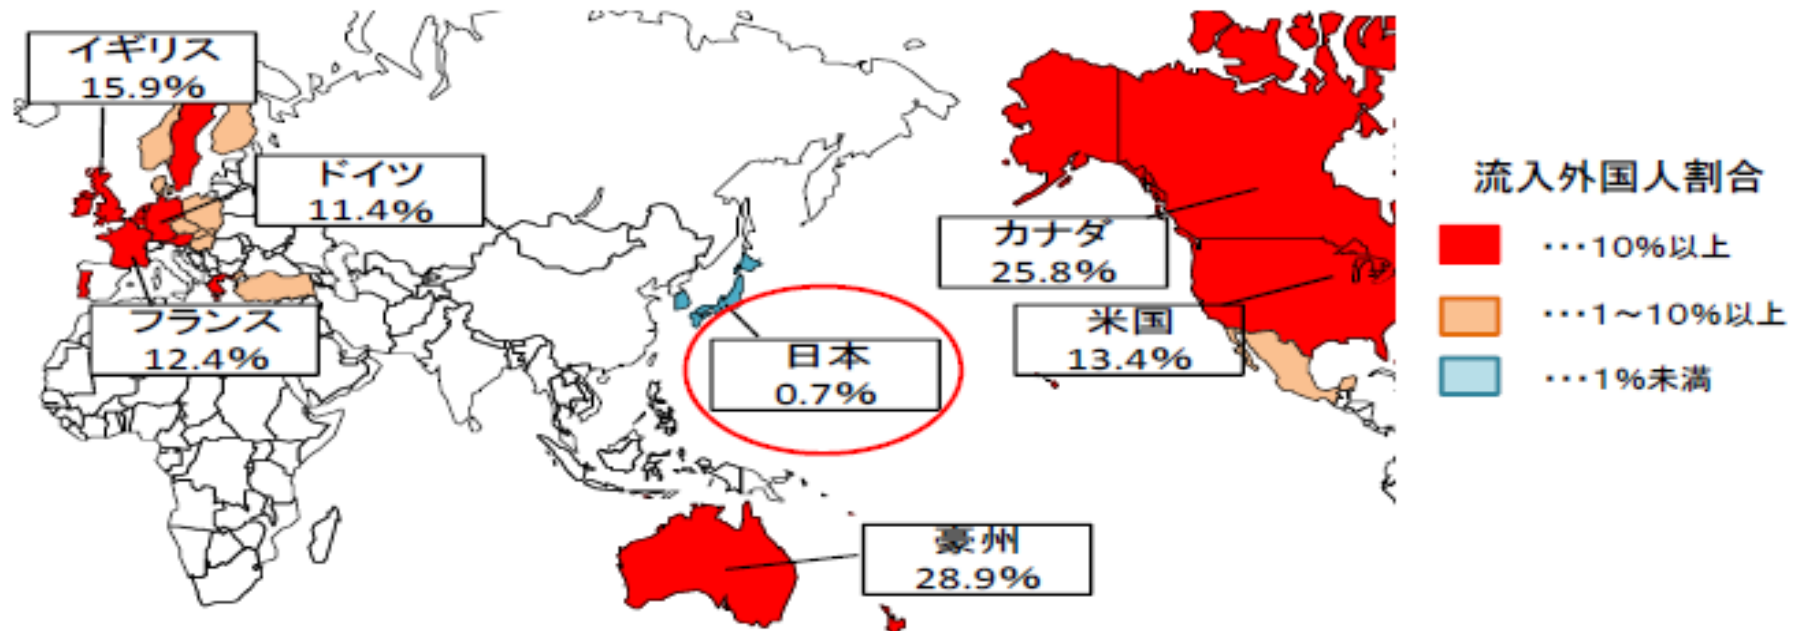 イギリス
15.9%
ドイツ
11.4%
フランス
12.4%
日本
0.7%
カナダ
25.8%
米国
13.4%
豪州
28.9%
流入外国人割合
…10%以上
…1～10%以上
…1%未満